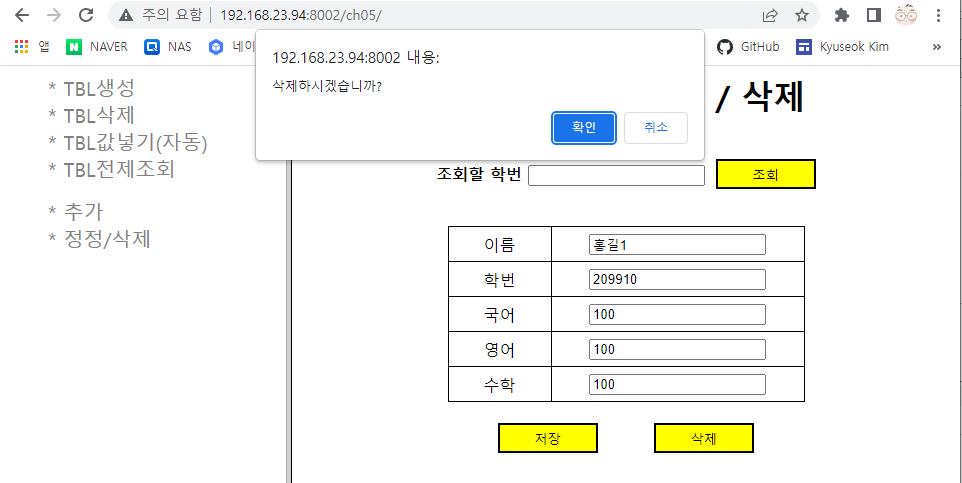 주의 요함 192.168.23.94:8002/ch05/
앱 NAVER NAS 네이 GitHub Kyuseok Kim »
192.168.23.94:8002 내용:
삭제하시겠습니까?
확인 취소
* TBL생성
* TBL삭제
* TBL값넣기(자동)
* TBL전제조회
* 추가
* 정정/삭제
/ 삭제
조회할 학번 조회
이름 홍길1
학번 209910
국어 100
영어 100
수학 100
저장 삭제